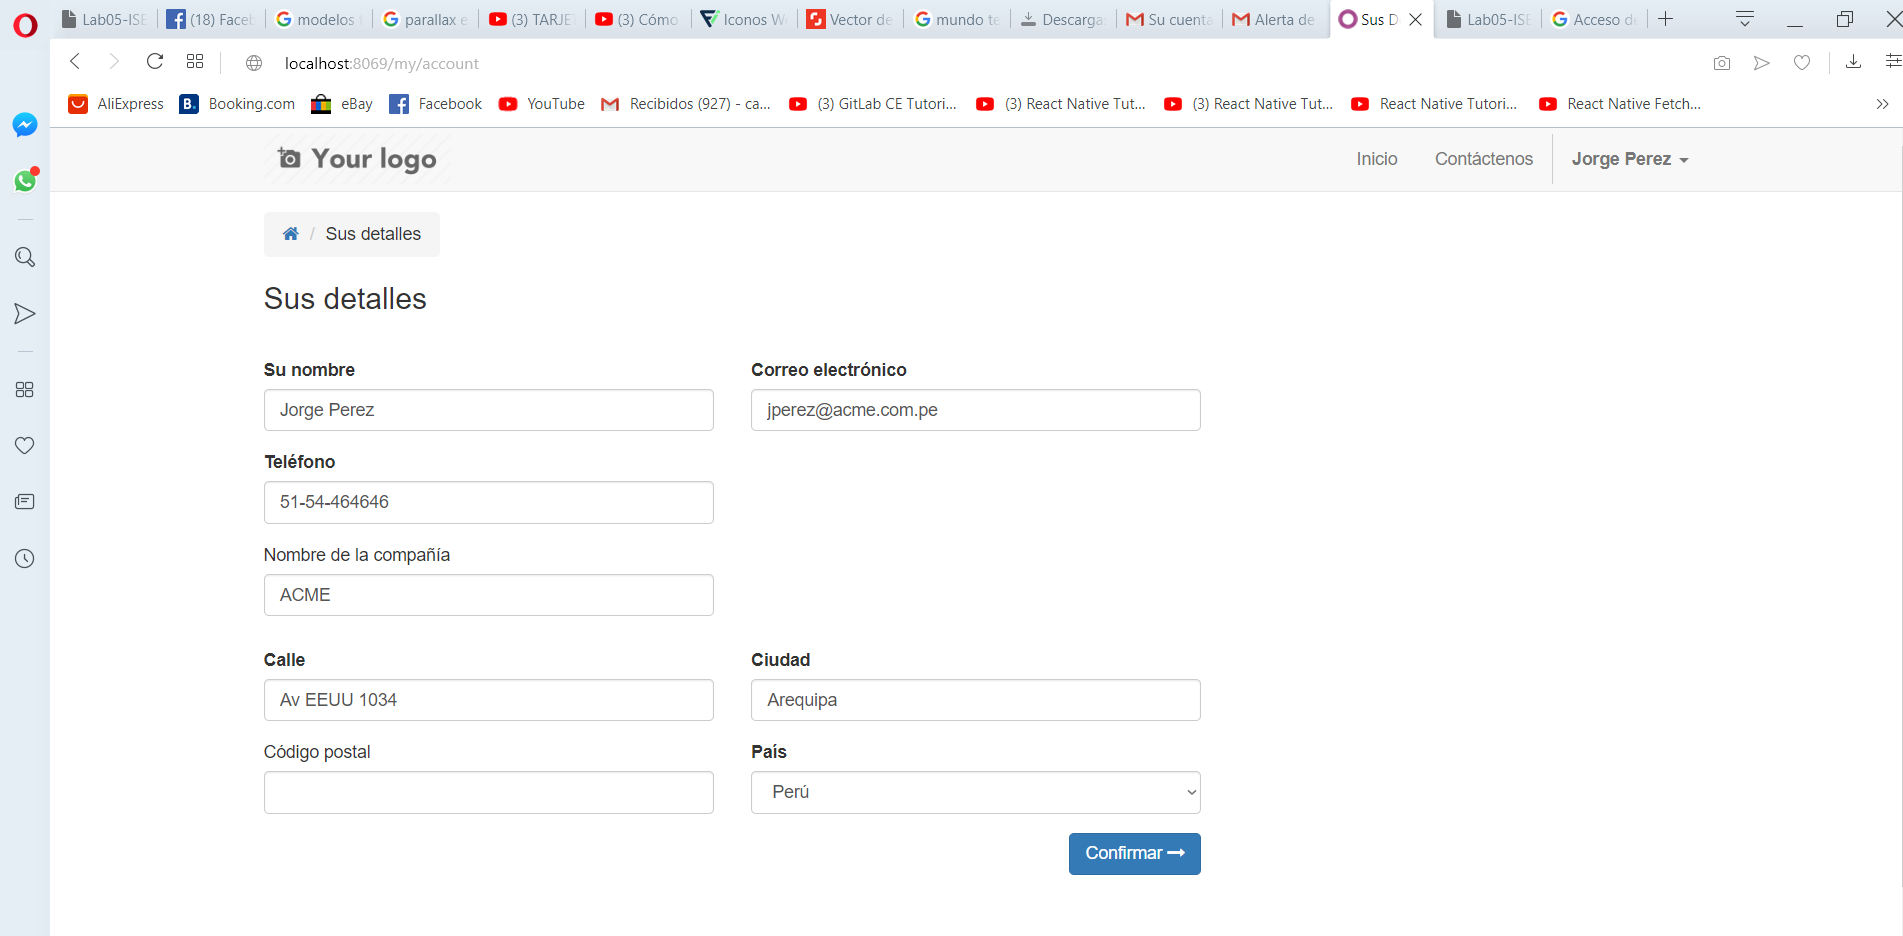 Lab05-ISE
(18) Faceb
modelos
parallax e
(3) TARJE
(3) Cómo
Iconos W
Vector de
mundo te
Descargas
Su cuenta
Alerta de
Sus D
Lab05-ISE
Acceso d
localhost:8069/my/account
AliExpress
Booking.com
eBay
Facebook
YouTube
Recibidos (927) - ca...
(3) GitLab CE Tutori...
(3) React Native Tut...
(3) React Native Tut...
React Native Tutori...
React Native Fetch...
Your logo
Inicio
Contáctenos
Jorge Perez
/ Sus detalles
Sus detalles
Su nombre
Correo electrónico
Jorge Perez
jperez@acme.com.pe
Teléfono
51-54-464646
Nombre de la compañía
ACME
Calle
Ciudad
Av EEUU 1034
Arequipa
Código postal
País
Perú
Confirmar